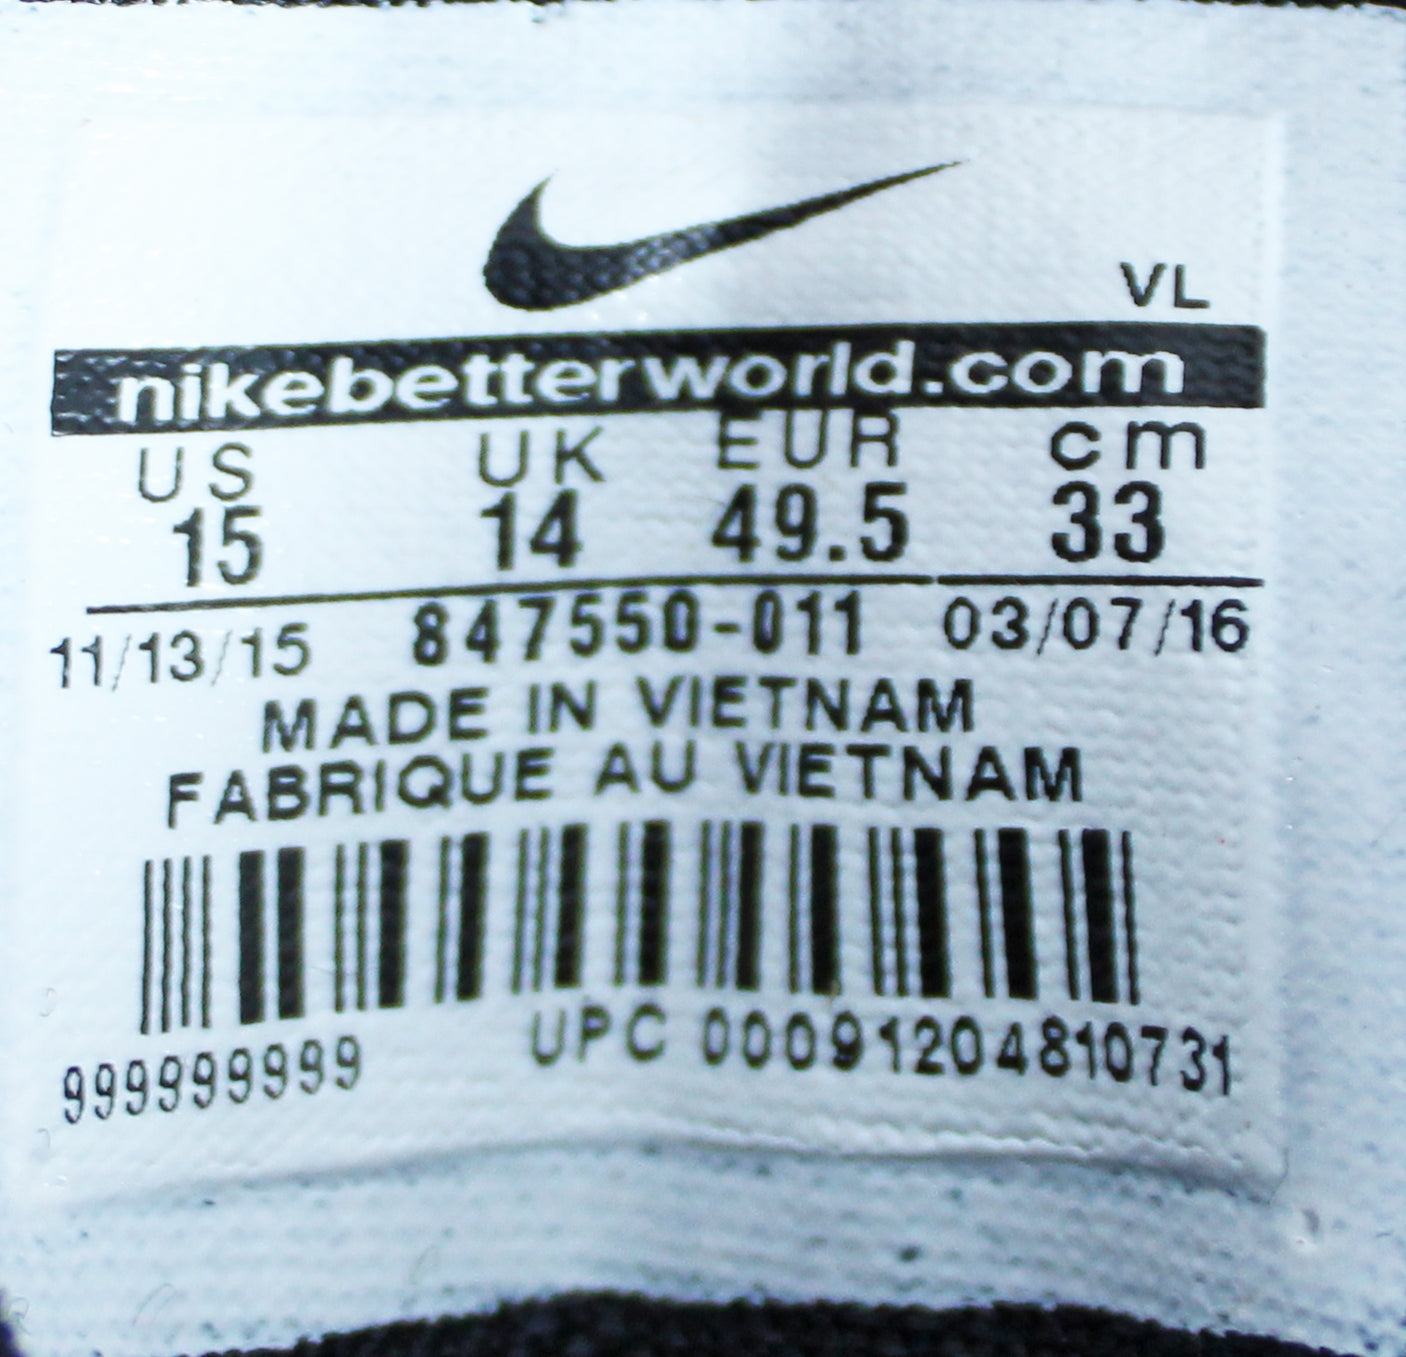 VL
nikebetterworld.com
US UK EUR cm
15 14 49.5 33
11/13/15 847550-011 03/07/16
MADE IN VIETNAM
FABRIQUE AU VIETNAM
999999999 UPC 00091204810731